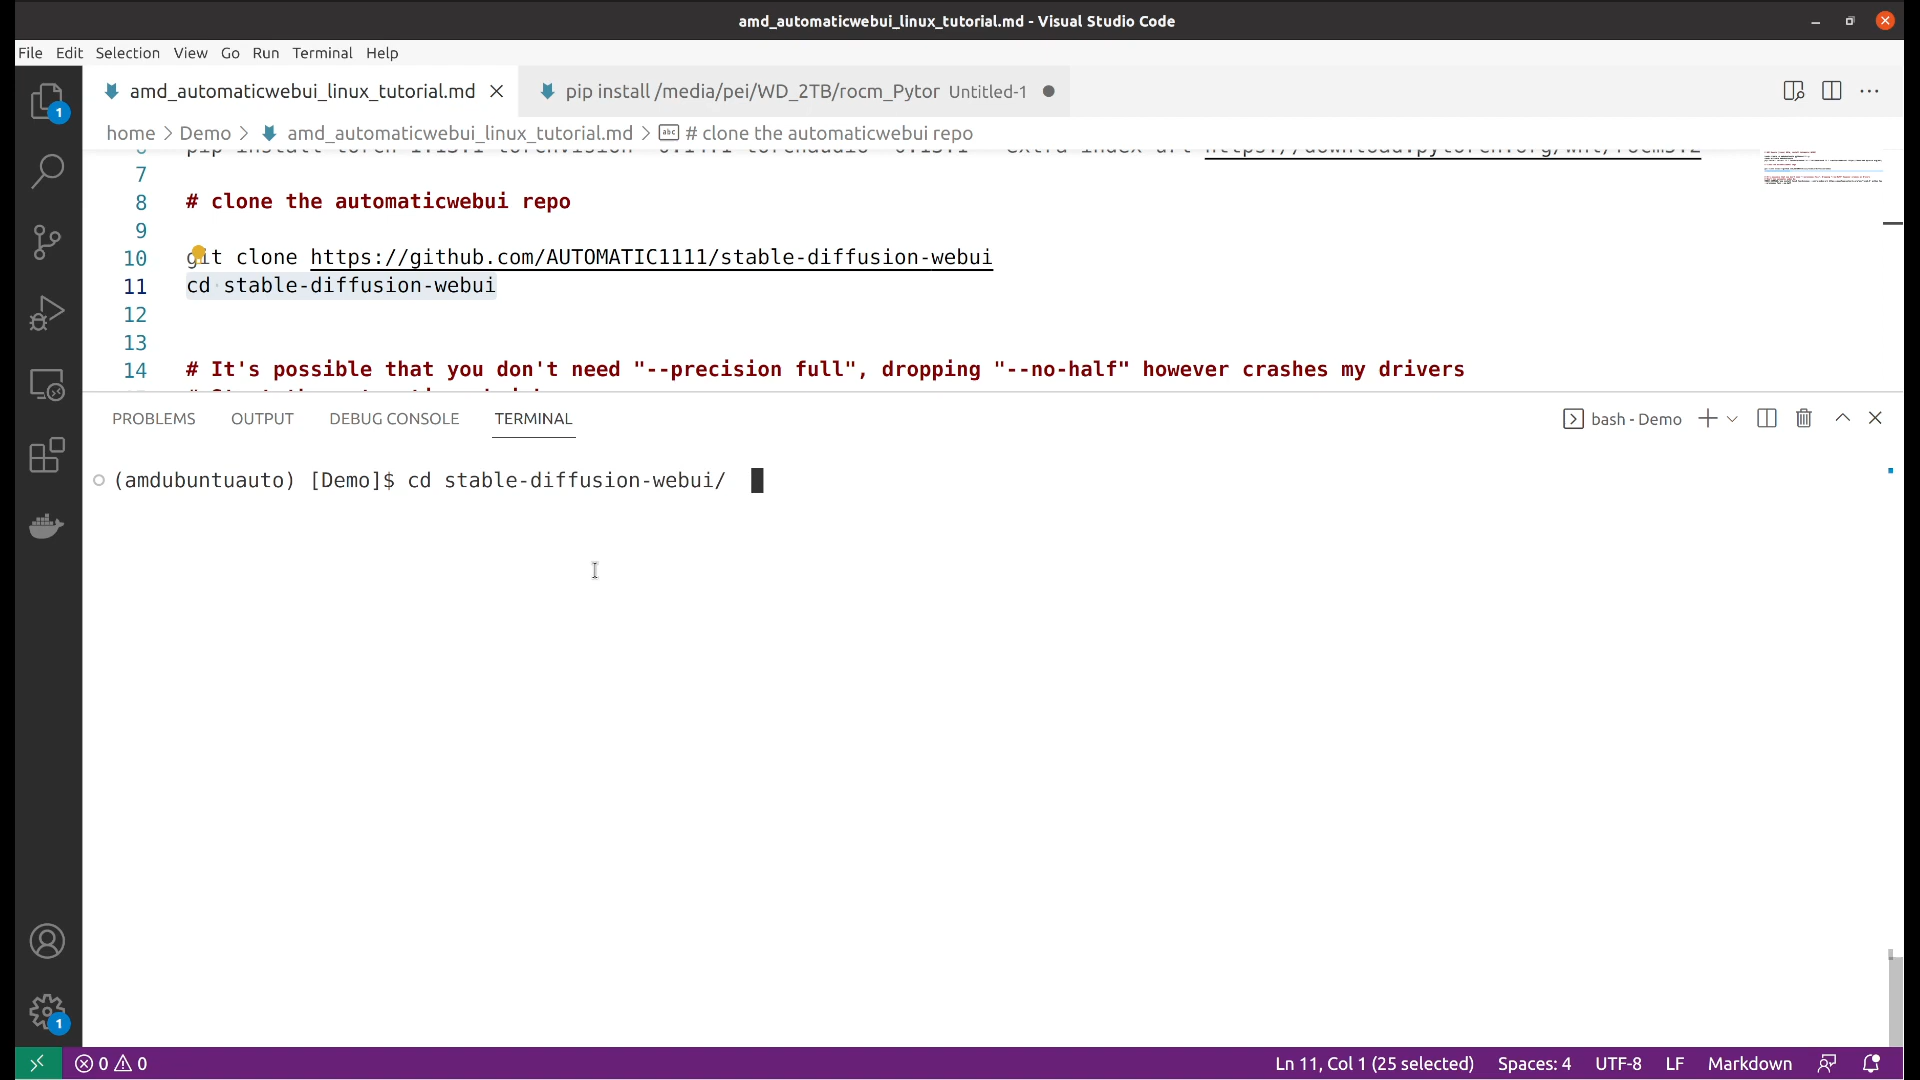 amd_automaticwebui_linux_tutorial.md - Visual Studio Code
File Edit Selection View Go Run Terminal Help
amd_automaticwebui_linux_tutorial.md
pip install /media/pei/WD_2TB/rocm_Pytor Untitled-1
home > Demo > amd_automaticwebui_linux_tutorial.md > # clone the automaticwebui repo
7
8 # clone the automaticwebui repo
9
10 git clone https://github.com/AUTOMATIC1111/stable-diffusion-webui
11 cd stable-diffusion-webui
12
13
14 # It's possible that you don't need "--precision full", dropping "--no-half" however crashes my drivers
PROBLEMS OUTPUT DEBUG CONSOLE TERMINAL
bash - Demo
(amdubuntuauto) [Demo]$ cd stable-diffusion-webui/
1
1
0 0
Ln 11, Col 1 (25 selected) Spaces: 4 UTF-8 LF Markdown